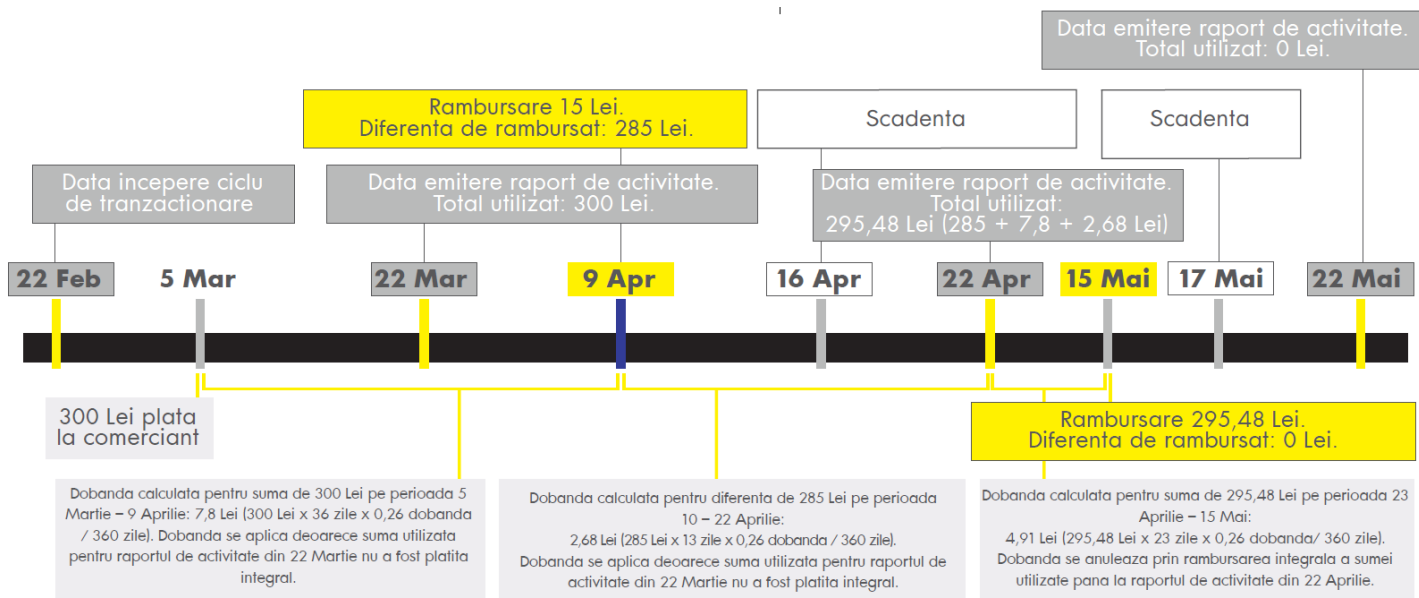 Data emitere raport de activitate.
Total utilizat: 0 Lei.
Rambursare 15 Lei.
Diferenta de rambursat: 285 Lei.
Scadenta
Scadenta
Data incepere ciclu
de tranzactionare
Data emitere raport de activitate.
Total utilizat: 300 Lei.
Data emitere raport de activitate.
Total utilizat:
295,48 Lei (285 + 7,8 + 2,68 Lei)
22 Feb
5 Mar
22 Mar
9 Apr
16 Apr
22 Apr
15 Mai
17 Mai
22 Mai
300 Lei plata
la comerciant
Rambursare 295,48 Lei.
Diferenta de rambursat: 0 Lei.
Dobanda calculata pentru suma de 300 Lei pe perioada 5
Martie – 9 Aprilie: 7,8 Lei (300 Lei x 36 zile x 0,26 dobanda
/ 360 zile). Dobanda se aplica deoarece suma utilizata
pentru raportul de activitate din 22 Martie nu a fost platita
integral.
Dobanda calculata pentru diferenta de 285 Lei pe perioada
10 – 22 Aprilie:
2,68 Lei (285 Lei x 13 zile x 0,26 dobanda / 360 zile).
Dobanda se aplica deoarece suma utilizata pentru raportul de
activitate din 22 Martie nu a fost platita integral.
Dobanda calculata pentru suma de 295,48 Lei pe perioada 23
Aprilie – 15 Mai:
4,91 Lei (295,48 Lei x 23 zile x 0,26 dobanda/ 360 zile).
Dobanda se anuleaza prin rambursarea integrala a sumei
utilizate pana la raportul de activitate din 22 Aprilie.